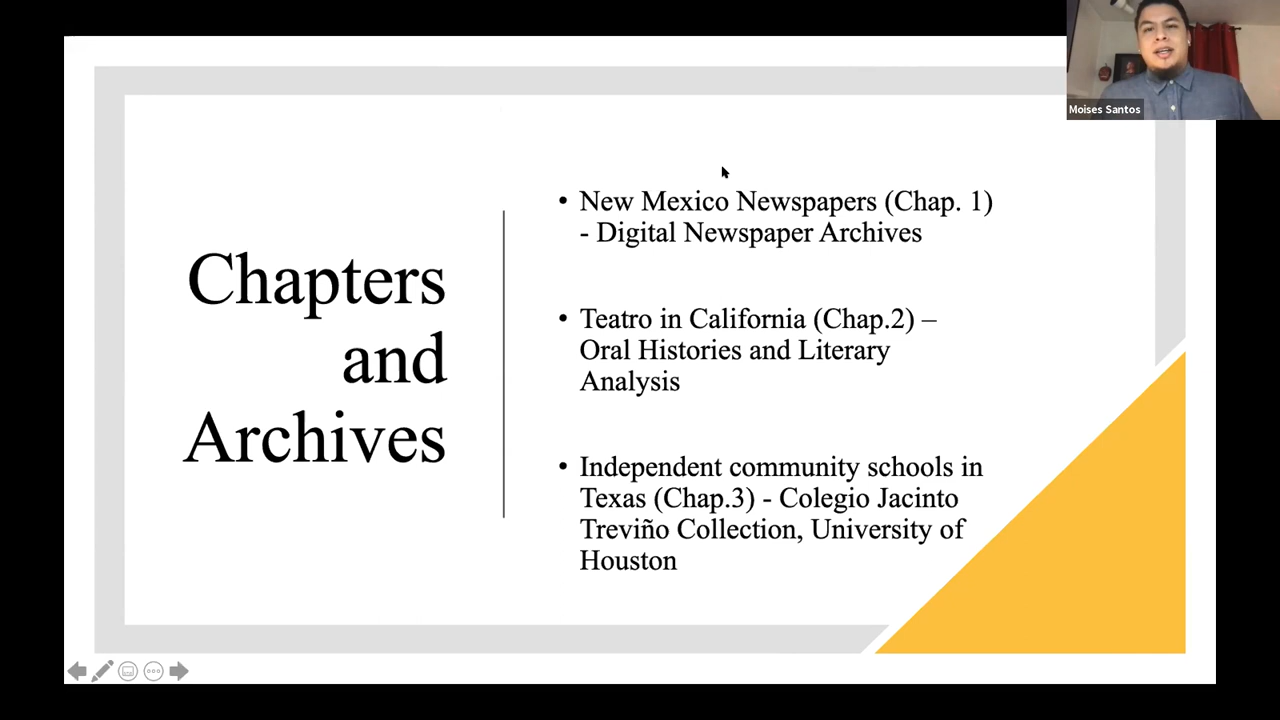 Moises Santos
Chapters
and
Archives
• New Mexico Newspapers (Chap. 1)
- Digital Newspaper Archives
• Teatro in California (Chap.2) –
Oral Histories and Literary
Analysis
• Independent community schools in
Texas (Chap.3) - Colegio Jacinto
Treviño Collection, University of
Houston